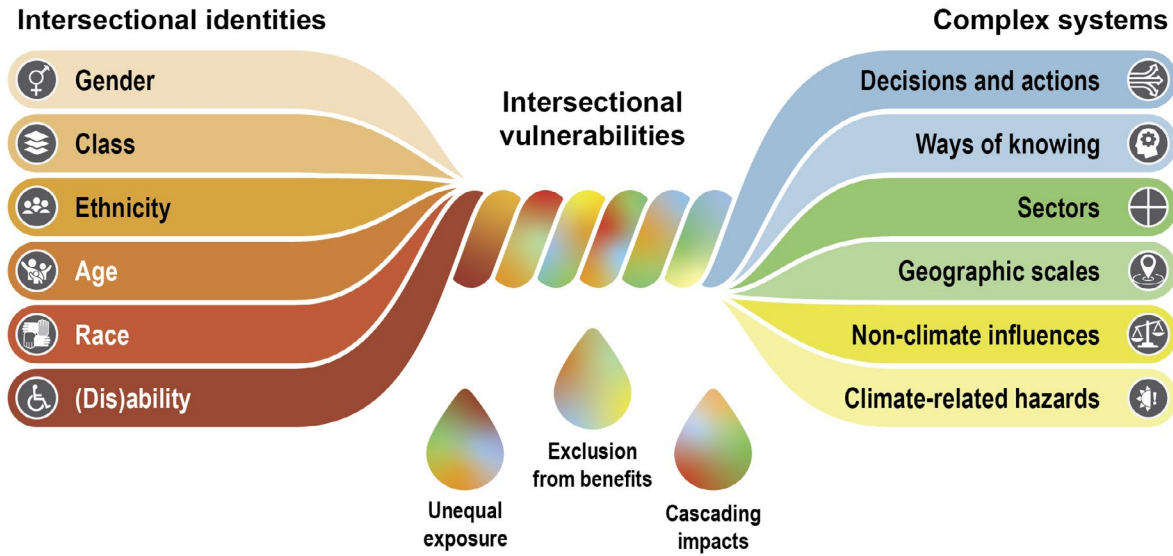 Intersectional identities
Gender
Class
Ethnicity
Age
Race
(Dis)ability
Intersectional
vulnerabilities
Unequal
exposure
Exclusion
from benefits
Cascading
impacts
Complex systems
Decisions and actions
Ways of knowing
Sectors
Geographic scales
Non-climate influences
Climate-related hazards